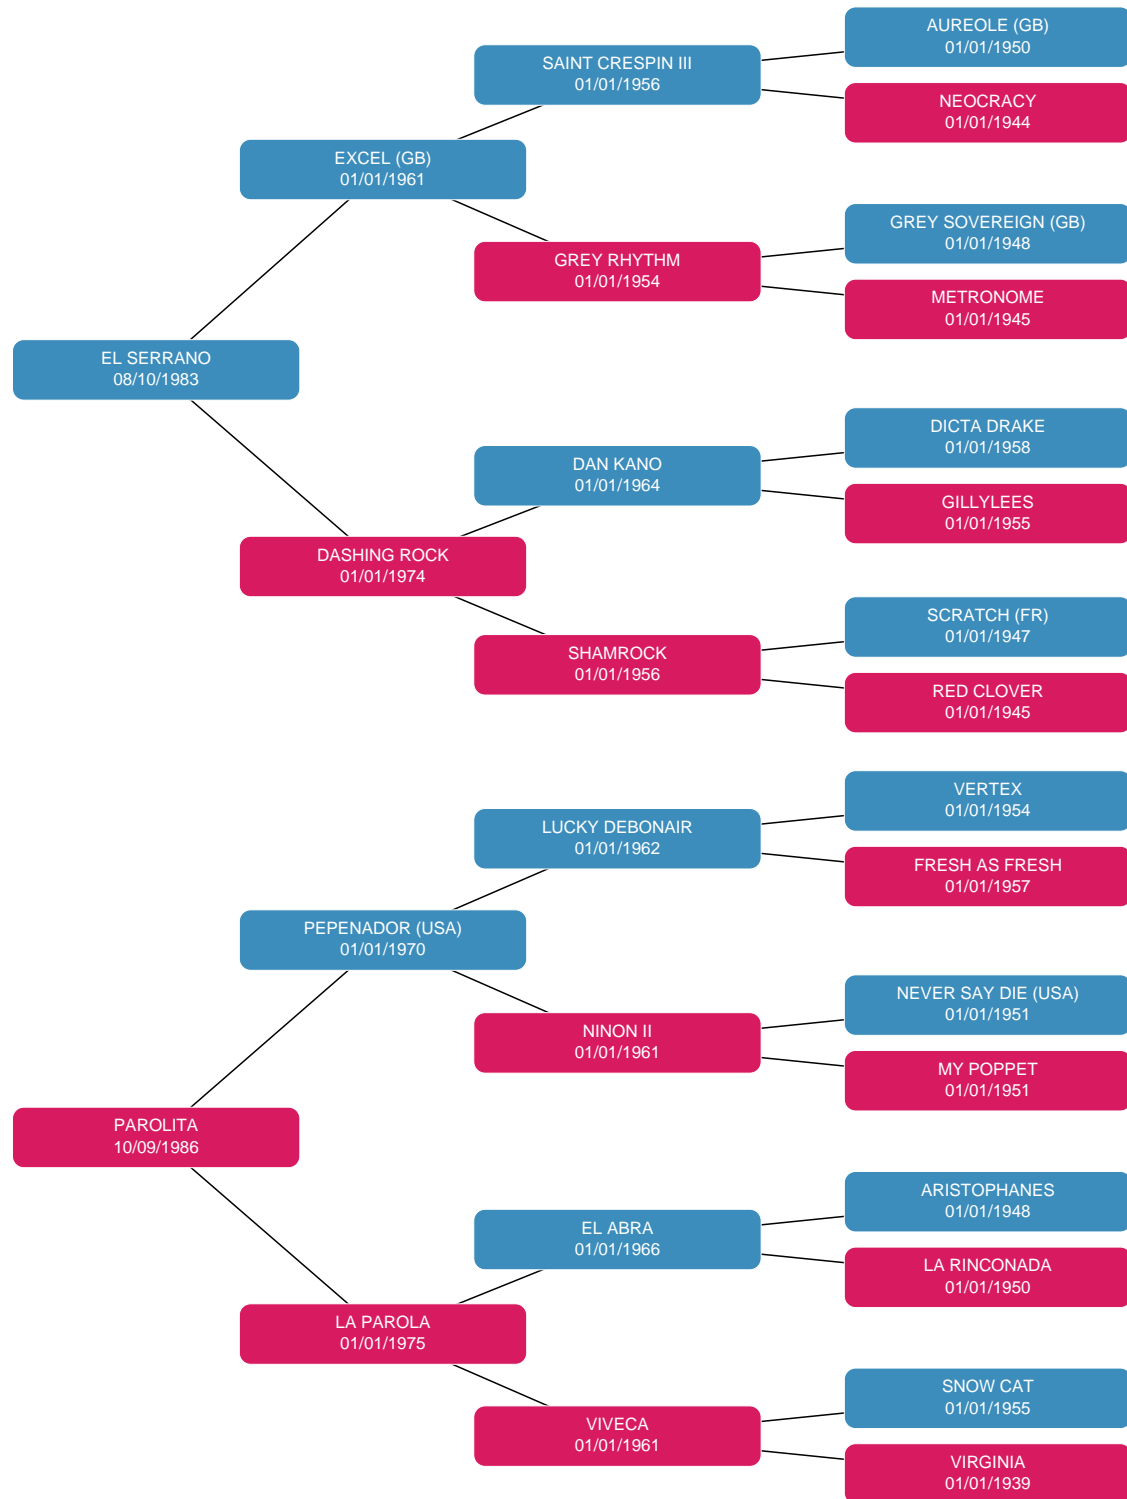 AUREOLE (GB)
01/01/1950
SAINT CRESPIN III
01/01/1956
NEOCRACY
01/01/1944
EXCEL (GB)
01/01/1961
GREY SOVEREIGN (GB)
01/01/1948
GREY RHYTHM
01/01/1954
METRONOME
01/01/1945
EL SERRANO
08/10/1983
DICTA DRAKE
01/01/1958
DAN KANO
01/01/1964
GILLYLEES
01/01/1955
DASHING ROCK
01/01/1974
SCRATCH (FR)
01/01/1947
SHAMROCK
01/01/1956
RED CLOVER
01/01/1945
VERTEX
01/01/1954
LUCKY DEBONAIR
01/01/1962
FRESH AS FRESH
01/01/1957
PEPENADOR (USA)
01/01/1970
NEVER SAY DIE (USA)
01/01/1951
NINON II
01/01/1961
MY POPPET
01/01/1951
PAROLITA
10/09/1986
ARISTOPHANES
01/01/1948
EL ABRA
01/01/1966
LA RINCONADA
01/01/1950
LA PAROLA
01/01/1975
SNOW CAT
01/01/1955
VIVECA
01/01/1961
VIRGINIA
01/01/1939